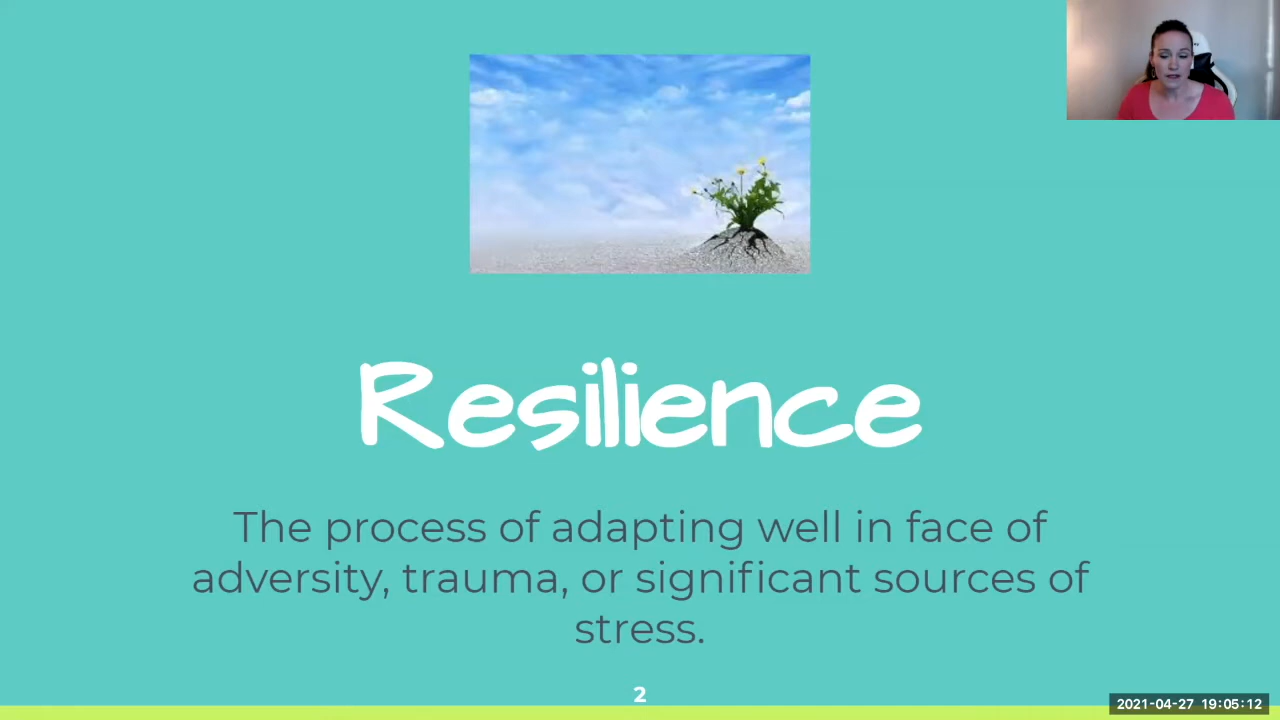 Resilience
The process of adapting well in face of
adversity, trauma, or significant sources of
stress.
2
2021-04-27 19:05:12